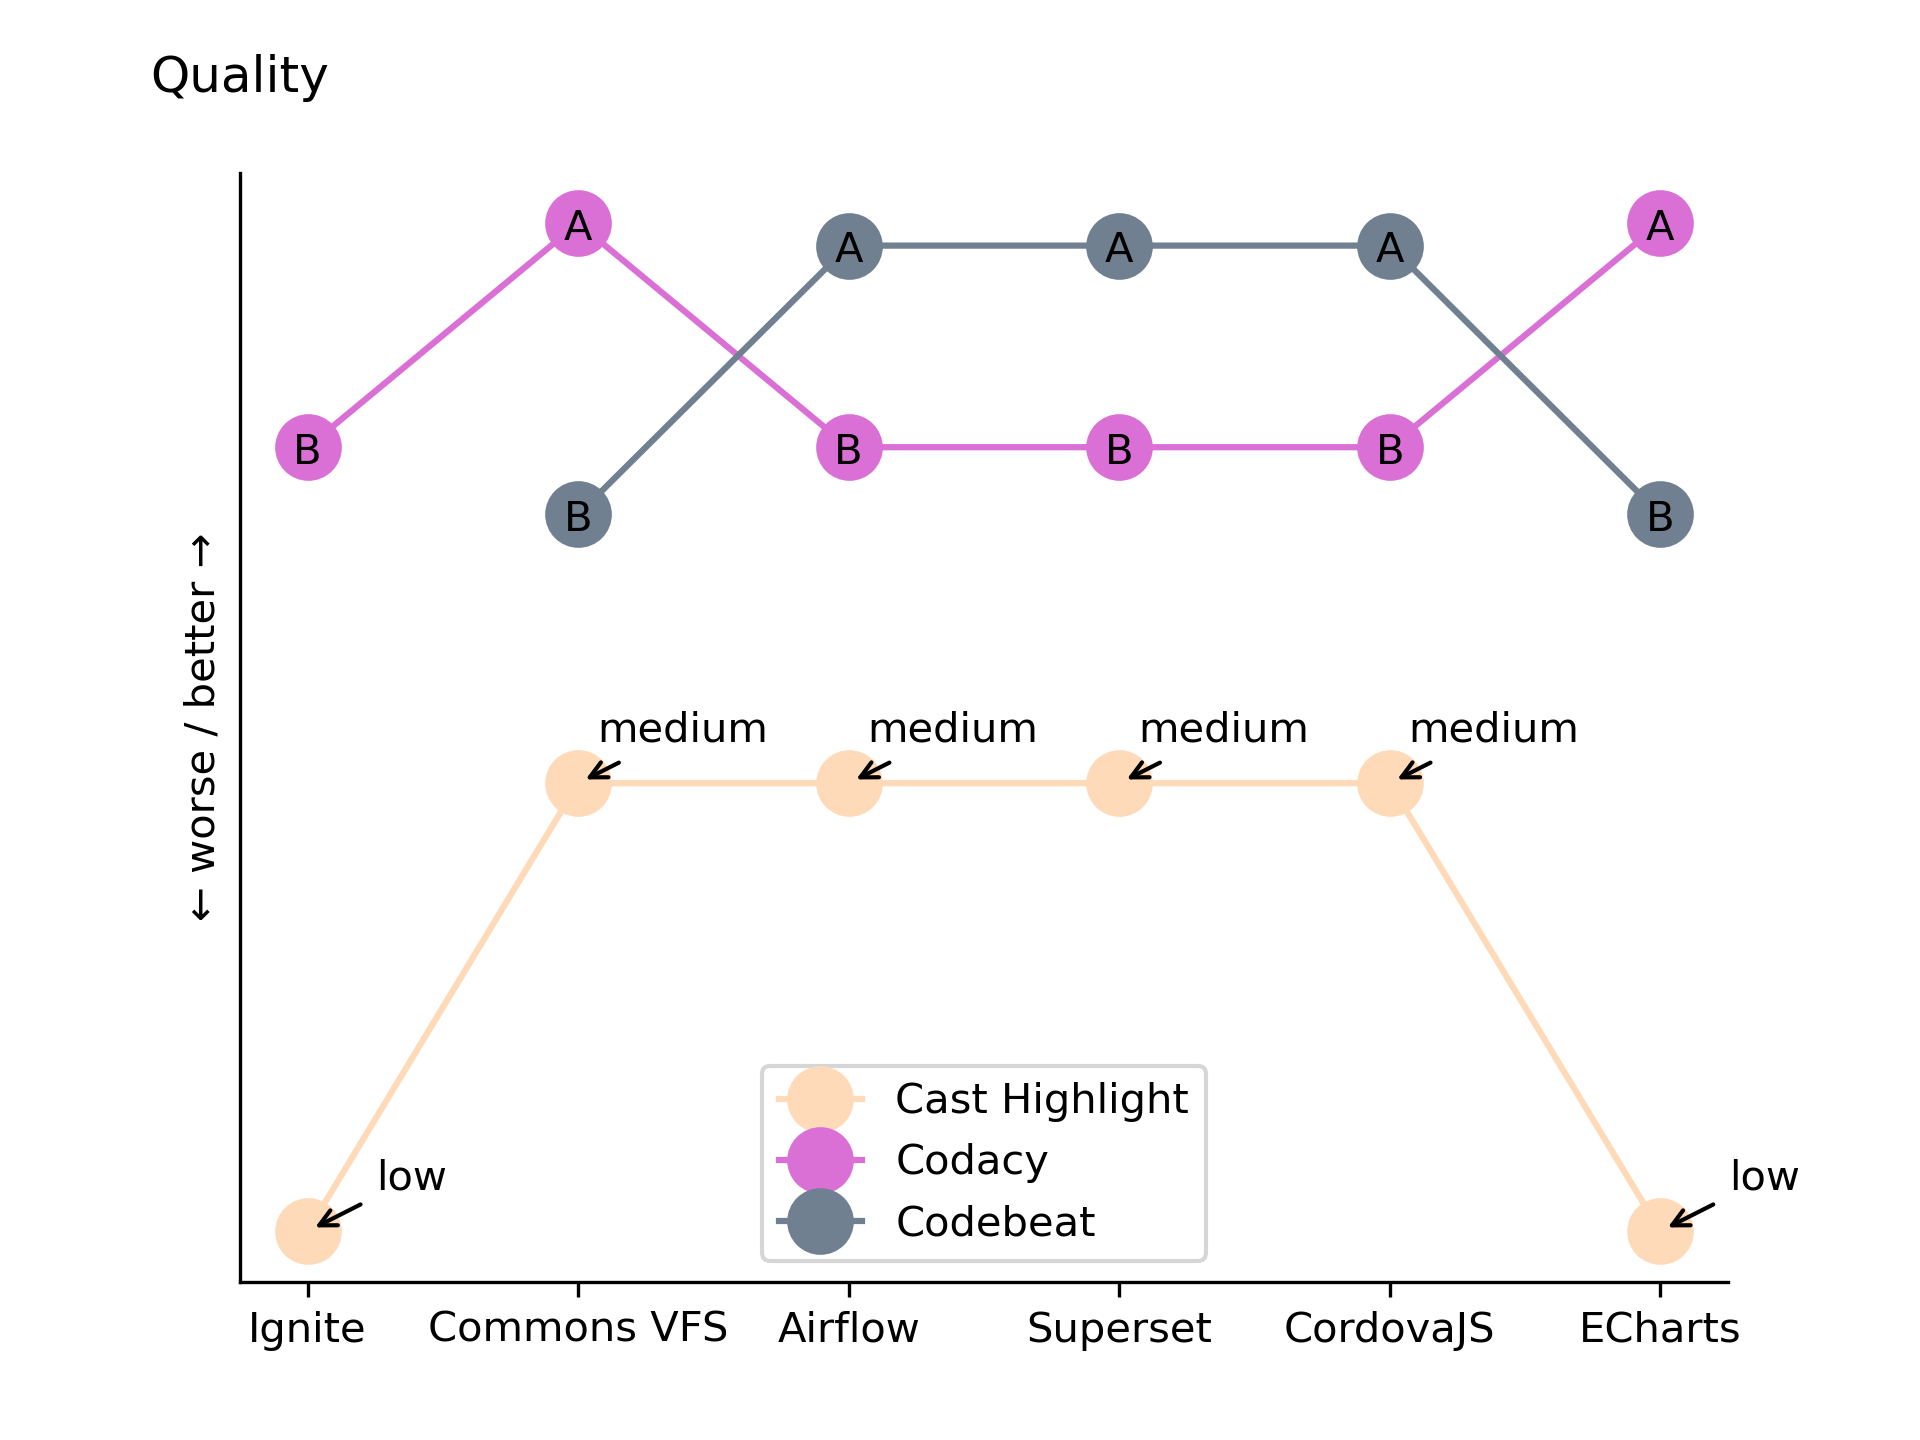 Quality
← worse / better →
A
A
A
A
A
B
B
B
B
B
B
medium
medium
medium
medium
low
low
Cast Highlight
Codacy
Codebeat
Ignite
Commons VFS
Airflow
Superset
CordovaJS
ECharts